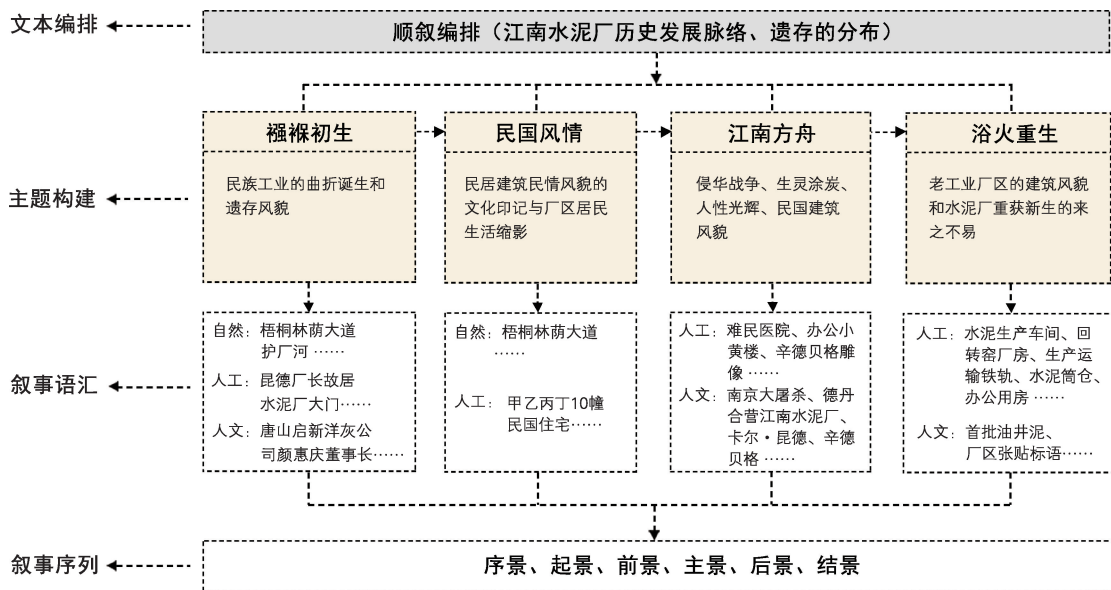 文本编排
顺叙编排（江南水泥厂历史发展脉络、遗存的分布）
主题构建
襁褓初生
民族工业的曲折诞生和
遗存风貌
民国风情
民居建筑民情风貌的
文化印记与厂区居民
生活缩影
江南方舟
侵华战争、生灵涂炭、
人性光辉、民国建筑
风貌
浴火重生
老工业厂区的建筑风貌
和水泥厂重获新生的来
之不易
叙事语汇
自然：梧桐林荫大道
护厂河 ……
人工：昆德厂长故居
水泥厂大门……
人文：唐山启新洋灰公
司颜惠庆董事长……
自然：梧桐林荫大道
……
人工：甲乙丙丁10幢
民国住宅……
人工：难民医院、办公小
黄楼、辛德贝格雕
像 ……
人文：南京大屠杀、德丹
合营江南水泥厂、
卡尔·昆德、辛德
贝格 ……
人工：水泥生产车间、回
转窑厂房、生产运
输铁轨、水泥筒仓、
办公用房 ……
人文：首批油井泥、
厂区张贴标语……
叙事序列
序景、起景、前景、主景、后景、结景